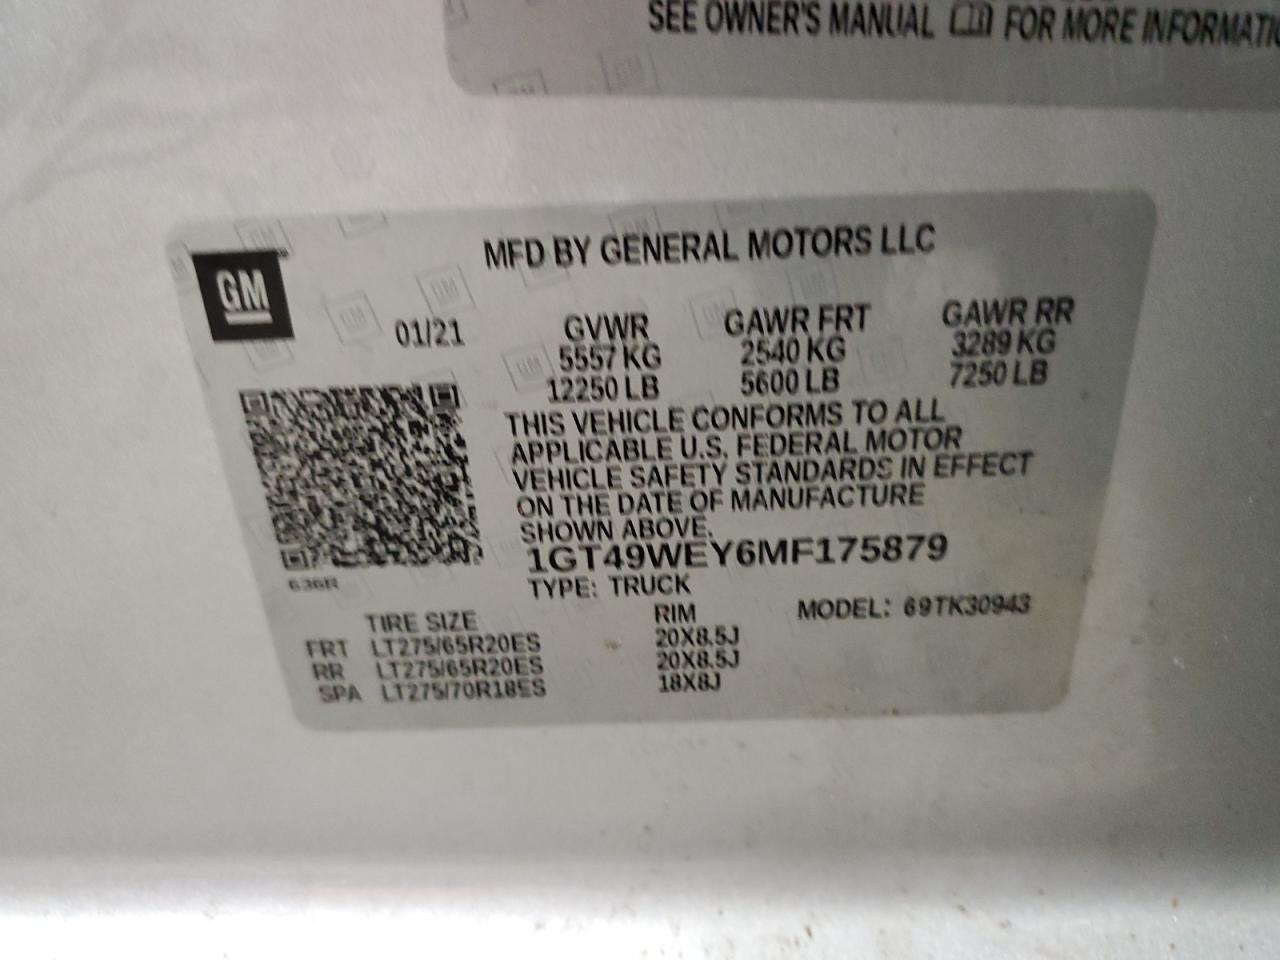 SEE OWNER'S MANUAL FOR MORE
GM
MFD BY GENERAL MOTORS LLC
01/21 GVWR GAWR FRT GAWR RR
5557 KG 2540 KG 3289 KG
12250 LB 5600 LB 7250 LB
THIS VEHICLE CONFORMS TO ALL
APPLICABLE U.S. FEDERAL MOTOR
VEHICLE SAFETY STANDARDS IN EFFECT
ON THE DATE OF MANUFACTURE
SHOWN ABOVE.
1GT49WEY6MF175879
636R
TYPE: TRUCK
TIRE SIZE RIM MODEL: 69TK30943
FRT LT275/65R20ES 20X8.5J
RR LT275/65R20ES 20X8.5J
SPA LT275/70R18ES 18X8J